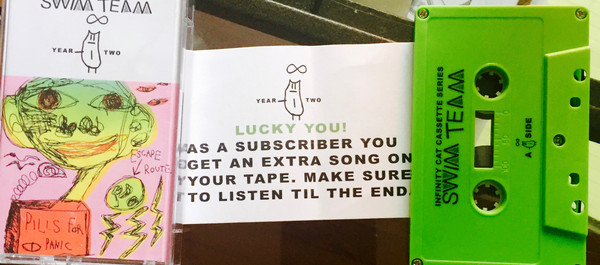 SWIM TEAM
YEAR TWO
ESCAPE
ROUTE
PILLS FOR
PANIC
YEAR TWO
LUCKY YOU!
AS A SUBSCRIBER YOU
GET AN EXTRA SONG ON
YOUR TAPE. MAKE SURE
TO LISTEN TIL THE END.
INFINITY CAT CASSETTE SERIES
SWIM TEAM
A SIDE